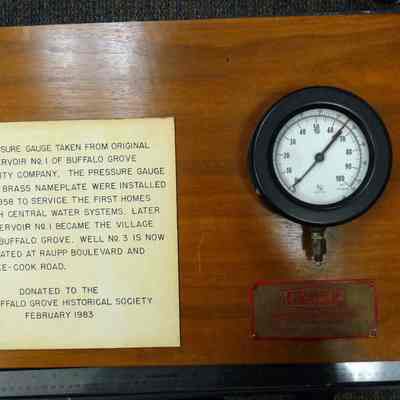 SURE GAUGE TAKEN FROM ORIGINAL
ERVOIR No. 1 OF BUFFALO GROVE
ITY COMPANY. THE PRESSURE GAUGE
BRASS NAMEPLATE WERE INSTALLED
958 TO SERVICE THE FIRST HOMES
H CENTRAL WATER SYSTEMS. LATER
RVOIR No. 1 BECAME THE VILLAGE
BUFFALO GROVE. WELL No. 3 IS NOW
ATED AT RAUPP BOULEVARD AND
KE-COOK ROAD.
DONATED TO THE
UFFALO GROVE HISTORICAL SOCIETY
FEBRUARY 1983
10
20
30
40
50
60
80
90
100